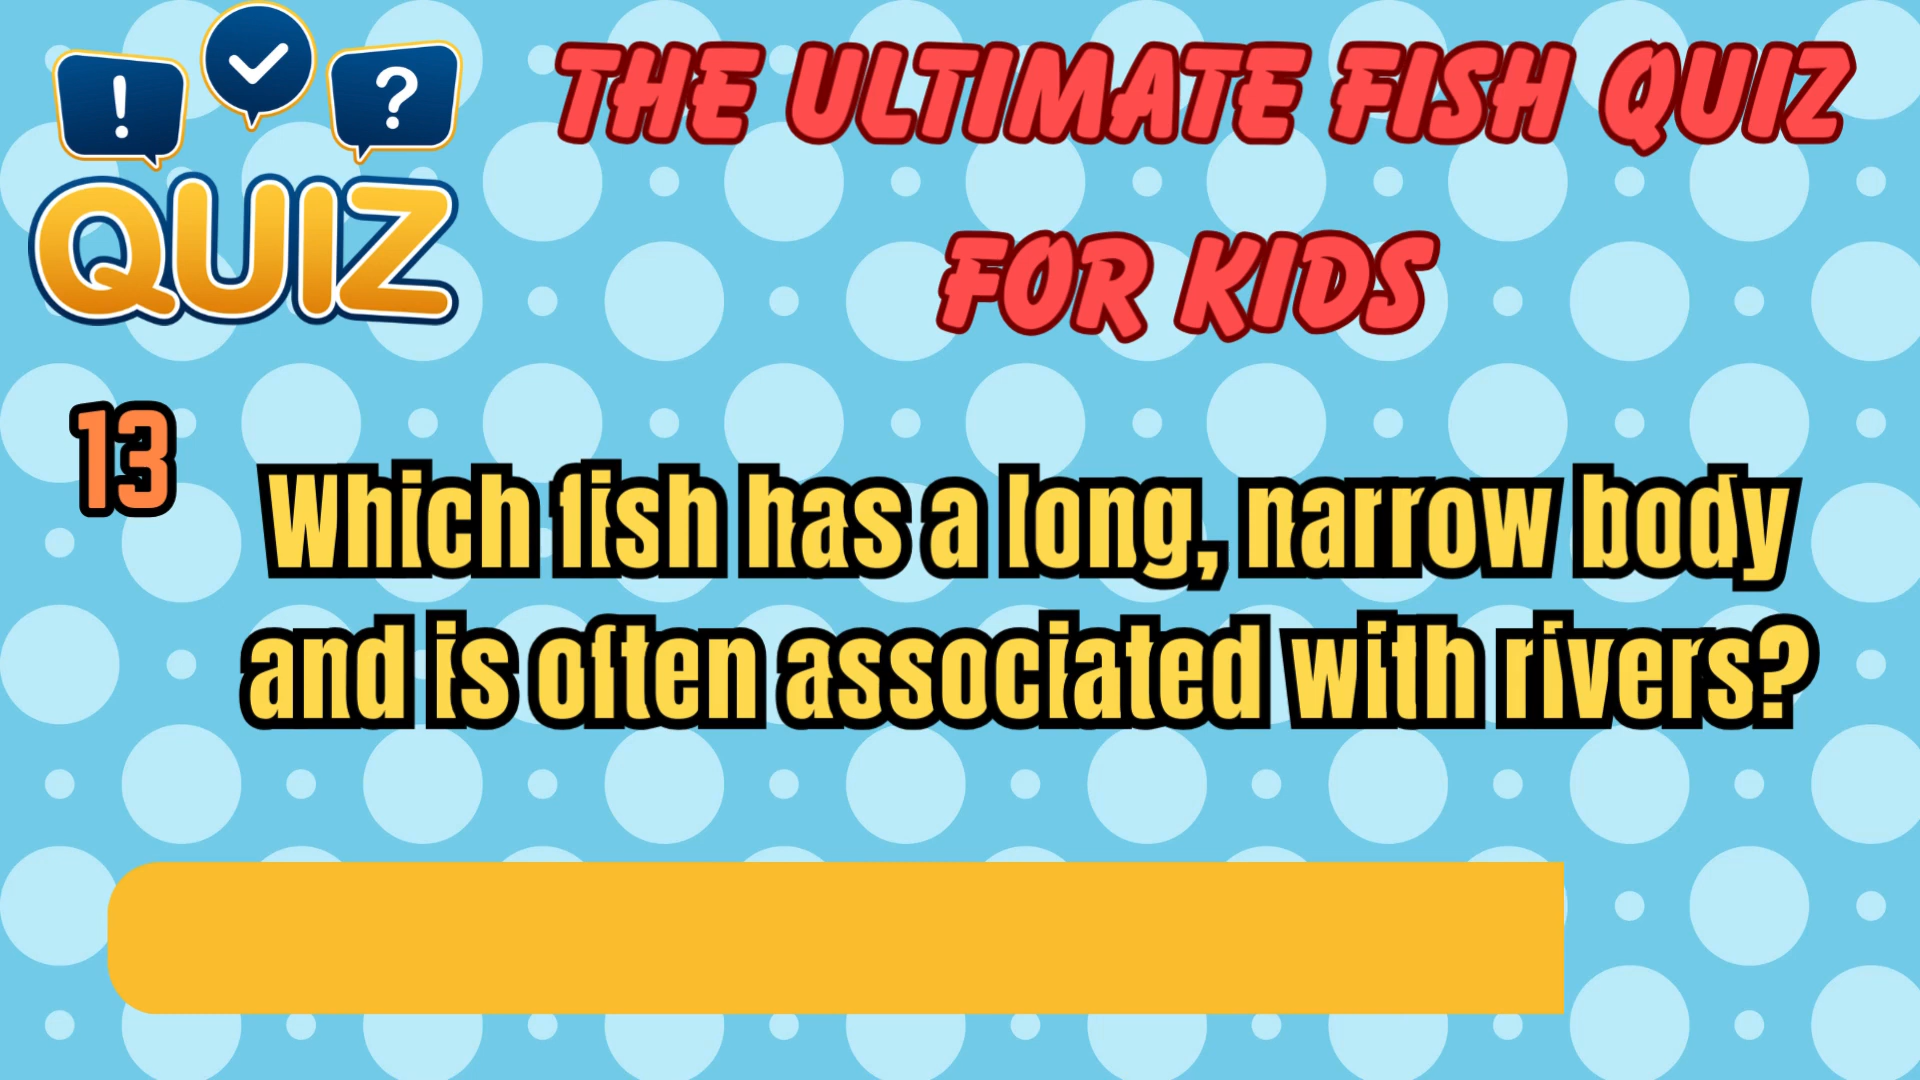 ! ?
QUIZ
THE ULTIMATE FISH QUIZ
FOR KIDS
13
Which fish has a long, narrow body
and is often associated with rivers?